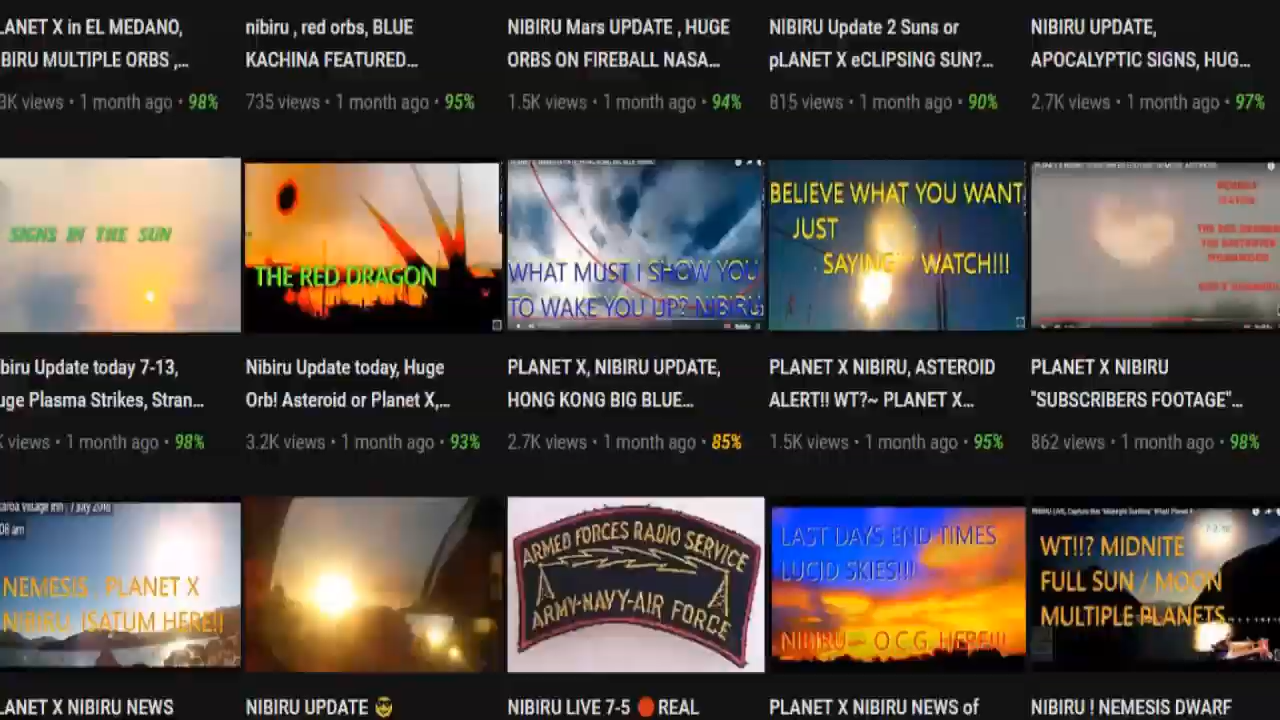 LANET X in EL MEDANO,
BIRU MULTIPLE ORBS ,...
3K views • 1 month ago • 98%
nibiru , red orbs, BLUE
KACHINA FEATURED...
735 views • 1 month ago • 95%
NIBIRU Mars UPDATE , HUGE
ORBS ON FIREBALL NASA...
1.5K views • 1 month ago • 94%
NIBIRU Update 2 Suns or
pLANET X eCLIPSING SUN?...
815 views • 1 month ago • 90%
NIBIRU UPDATE,
APOCALYPTIC SIGNS, HUG...
2.7K views • 1 month ago • 97%
SIGNS IN THE SUN
biru Update today 7-13,
uge Plasma Strikes, Stran...
K views • 1 month ago • 98%
THE RED DRAGON
Nibiru Update today, Huge
Orb! Asteroid or Planet X,...
3.2K views • 1 month ago • 93%
WHAT MUST I SHOW YOU
TO WAKE YOU UP? NIBIRU
PLANET X, NIBIRU UPDATE,
HONG KONG BIG BLUE...
2.7K views • 1 month ago • 85%
BELIEVE WHAT YOU WANT
JUST
SAYING WATCH!!!
PLANET X NIBIRU, ASTEROID
ALERT!! WT?~ PLANET X...
1.5K views • 1 month ago • 95%
PLANET X NIBIRU
"SUBSCRIBERS FOOTAGE"...
862 views • 1 month ago • 98%
08 am
NEMESIS PLANET X
NIBIRU ISATUM HERE!!
LANET X NIBIRU NEWS
NIBIRU UPDATE 😎
ARMED FORCES RADIO SERVICE
ARMY-NAVY-AIR FORCE
NIBIRU LIVE 7-5 🔴 REAL
LAST DAYS END TIMES
LUCID SKIES!!!
NIBIRU ~ O.C.G. HERE!!!
PLANET X NIBIRU NEWS of
WT!!? MIDNITE
FULL SUN / MOON
MULTIPLE PLANETS
NIBIRU ! NEMESIS DWARF